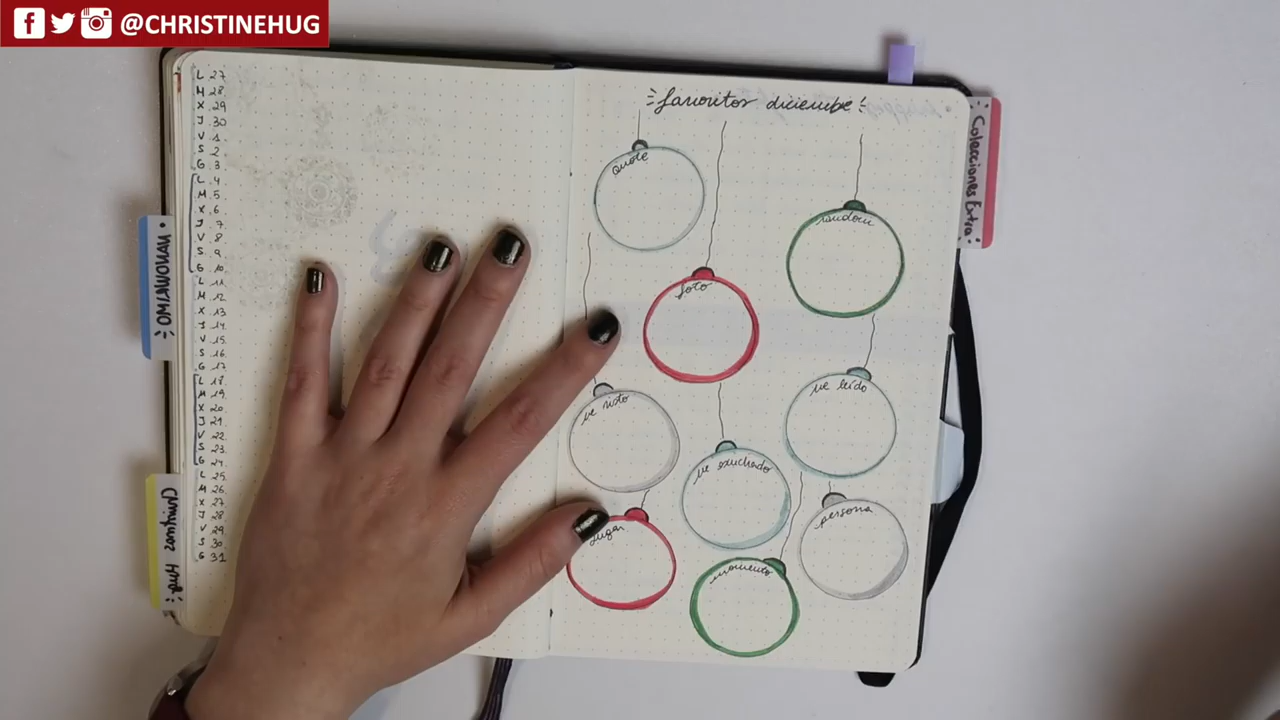 @CHRISTINEHUG
L 27
M 28
X 29
J 30
V 1
S 2
G 3
L 4
M 5
X 6
J 7
V 8
S 9
G 10
L 11
M 12
X 13
J 14
V 15
S 16
G 17
L 18
M 19
X 20
J 21
V 22
S 23
G 24
L 25
M 26
X 27
J 28
V 29
S 30
G 31
favoritos diciembe!
quote
random
foto
he visto
he leído
he escuchado
persona
lugar
momento
Colecciones Extra